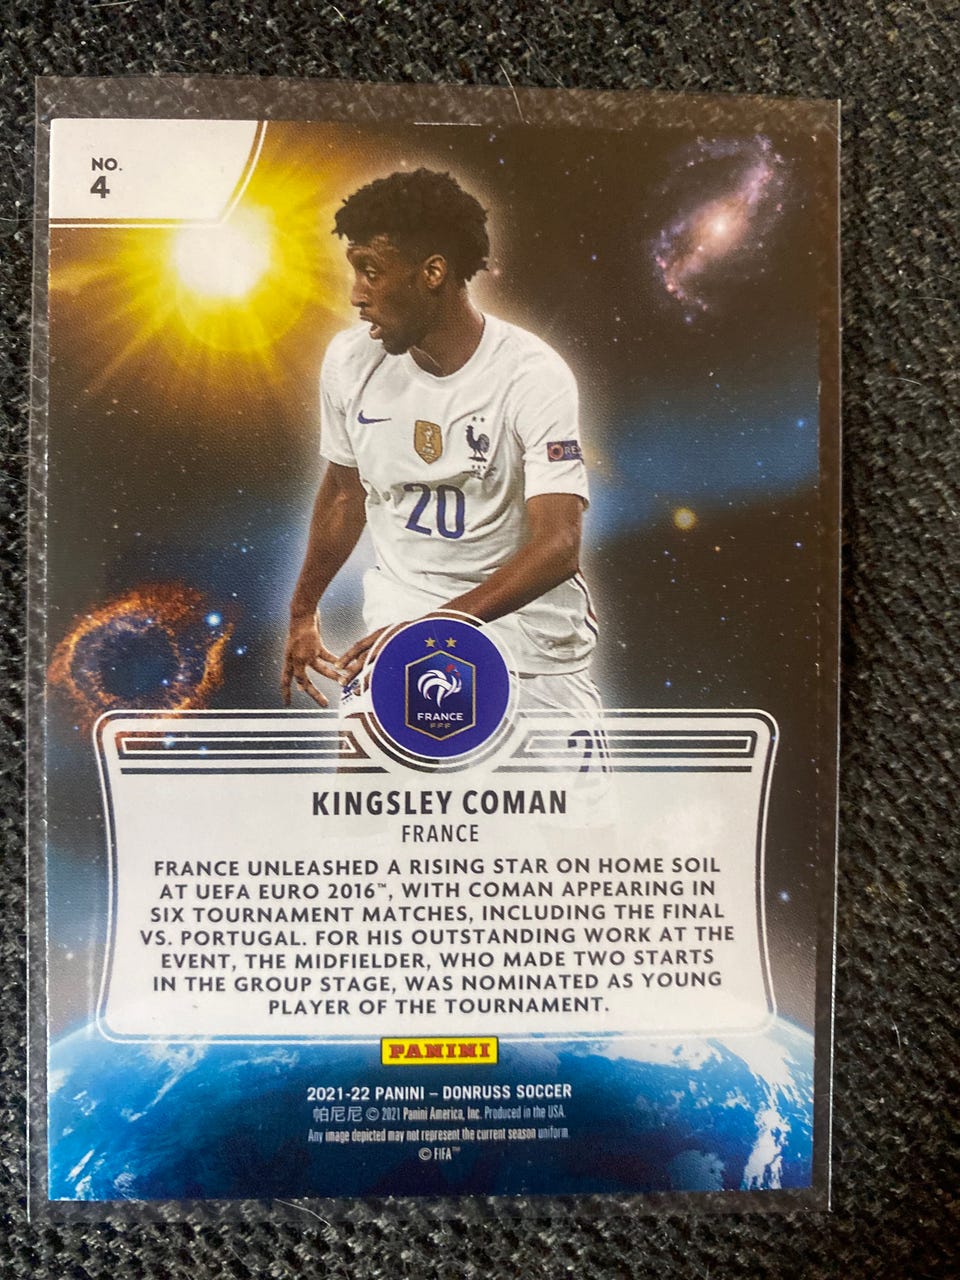 NO.
4
20
RES
FRANCE
FFF
2
KINGSLEY COMAN
FRANCE
FRANCE UNLEASHED A RISING STAR ON HOME SOIL
AT UEFA EURO 2016™, WITH COMAN APPEARING IN
SIX TOURNAMENT MATCHES, INCLUDING THE FINAL
VS. PORTUGAL. FOR HIS OUTSTANDING WORK AT THE
EVENT, THE MIDFIELDER, WHO MADE TWO STARTS
IN THE GROUP STAGE, WAS NOMINATED AS YOUNG
PLAYER OF THE TOURNAMENT.
PANINI
2021-22 PANINI – DONRUSS SOCCER
帕尼尼 © 2021 Panini America, Inc. Produced in the USA.
Any image depicted may not represent the current season uniform.
© FIFA™